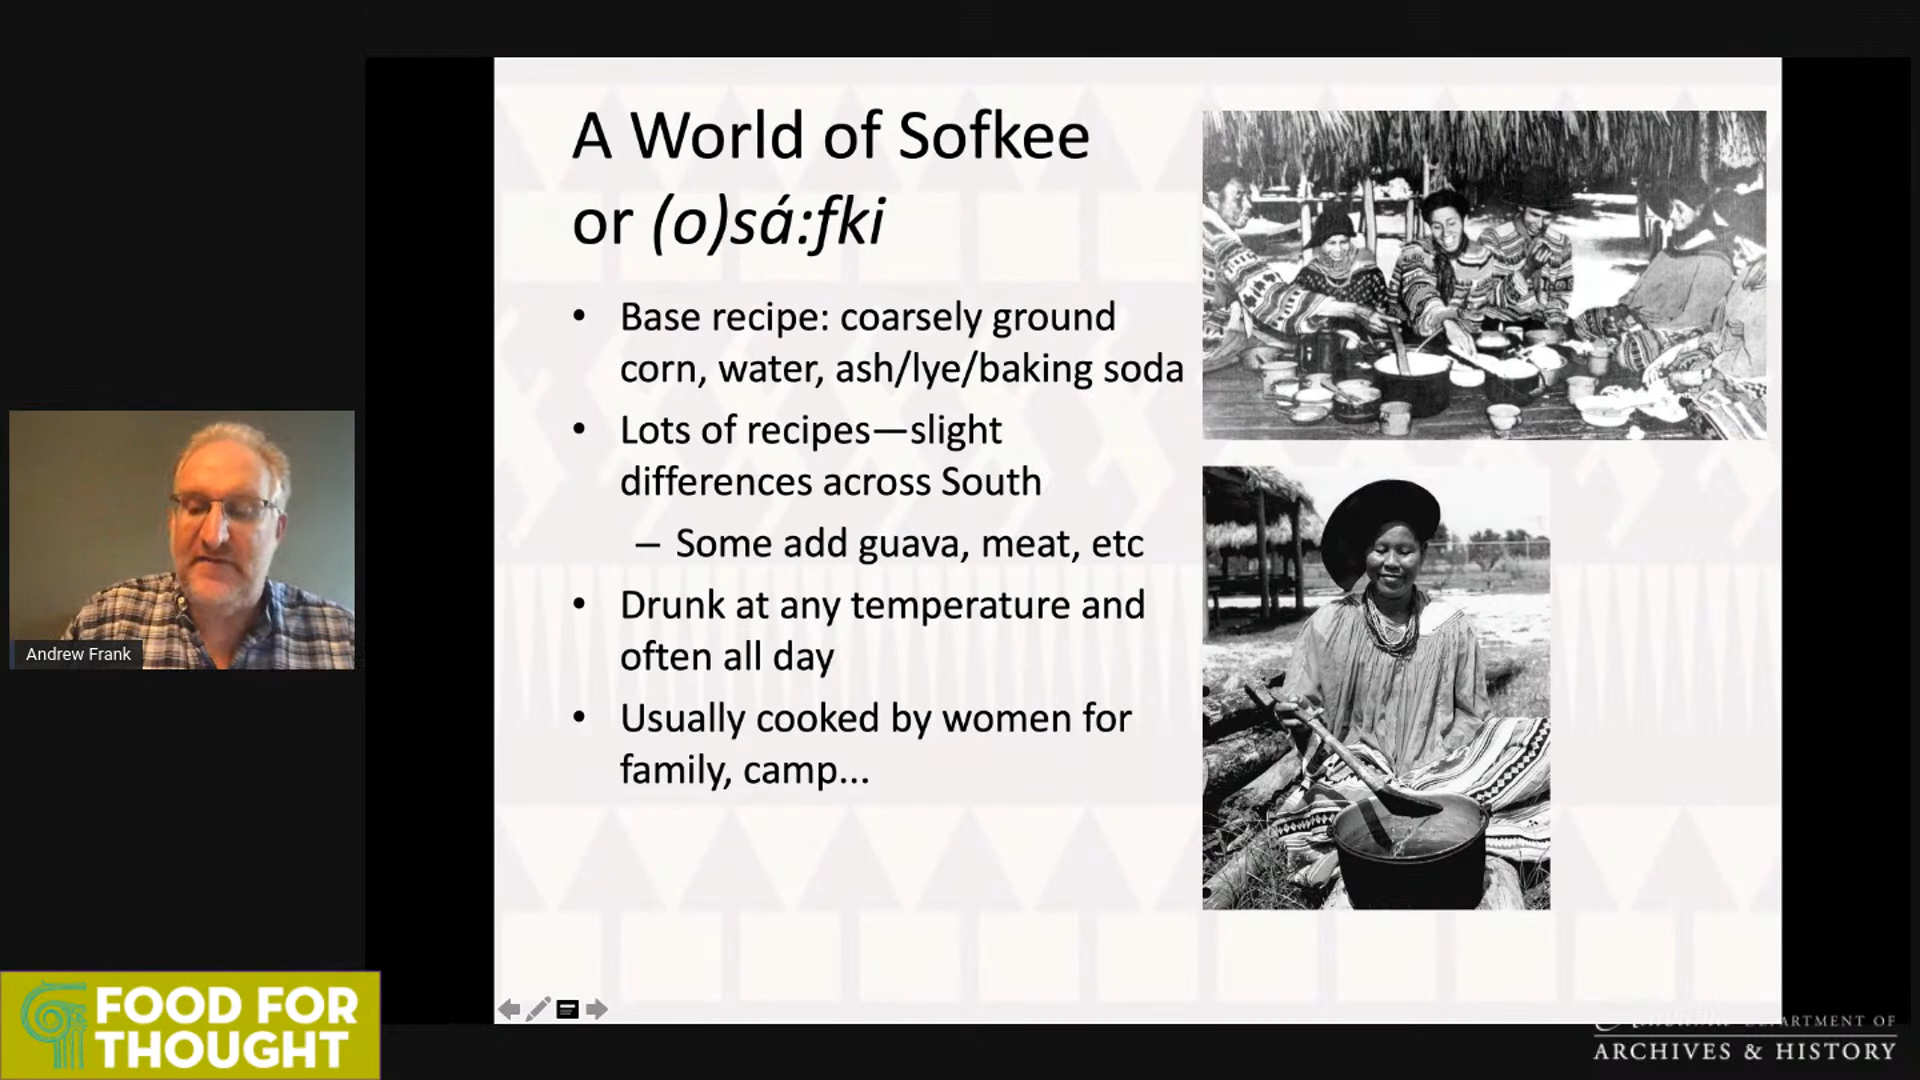 A World of Sofkee
or (o)sá:fki
• Base recipe: coarsely ground
corn, water, ash/lye/baking soda
• Lots of recipes—slight
differences across South
– Some add guava, meat, etc
• Drunk at any temperature and
often all day
• Usually cooked by women for
family, camp...
Andrew Frank
FOOD FOR
THOUGHT
DEPARTMENT OF
ARCHIVES & HISTORY